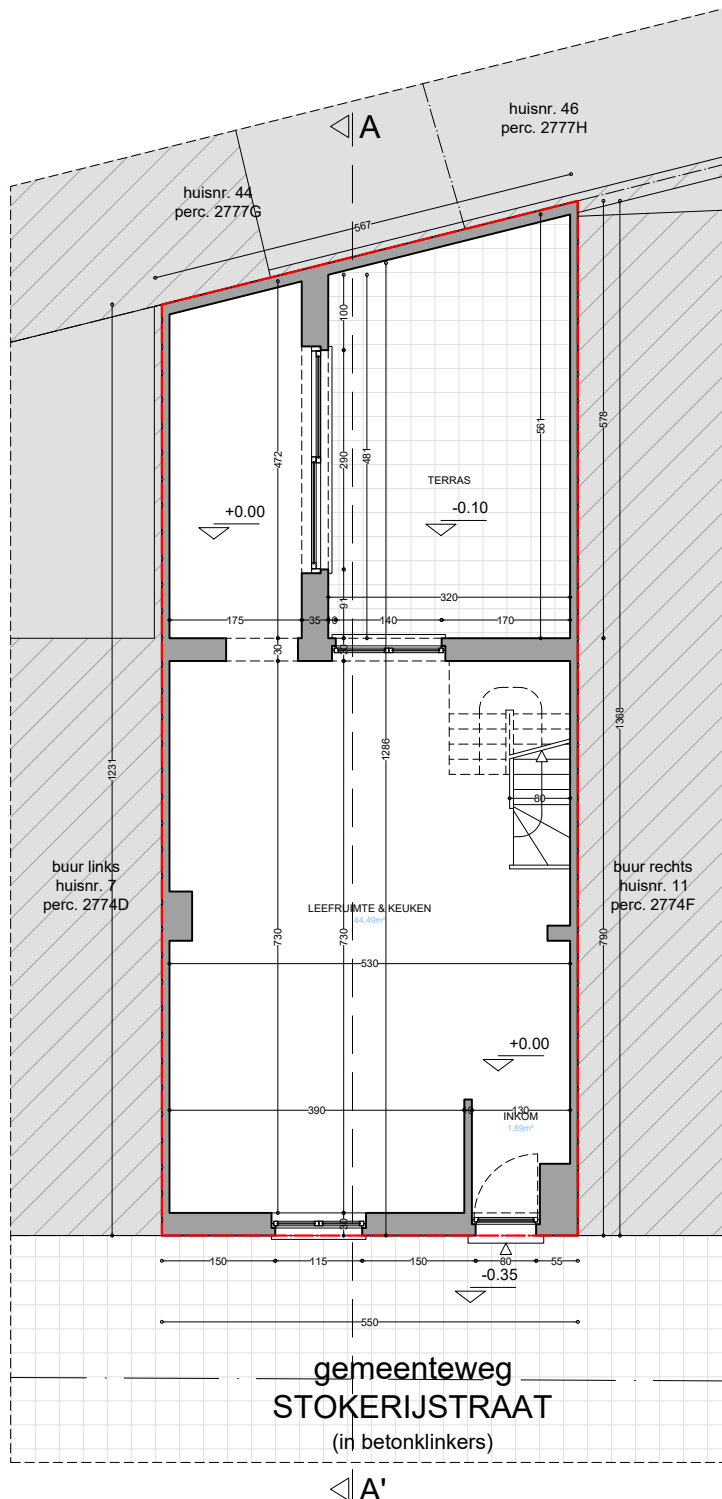 A
huisnr. 46
perc. 2777H
huisnr. 44
perc. 2777G
567
100
472
290
481
561
578
TERRAS
+0.00
-0.10
91
320
175
35
10
140
170
30
30
1286
1368
1231
80
buur links
huisnr. 7
perc. 2774D
buur rechts
huisnr. 11
perc. 2774F
LEEFRUIMTE & KEUKEN
44,49m²
730
730
790
530
+0.00
390
10
130
INKOM
1,69m²
30
150
115
150
80
55
-0.35
550
gemeenteweg
STOKERIJSTRAAT
(in betonklinkers)
A'